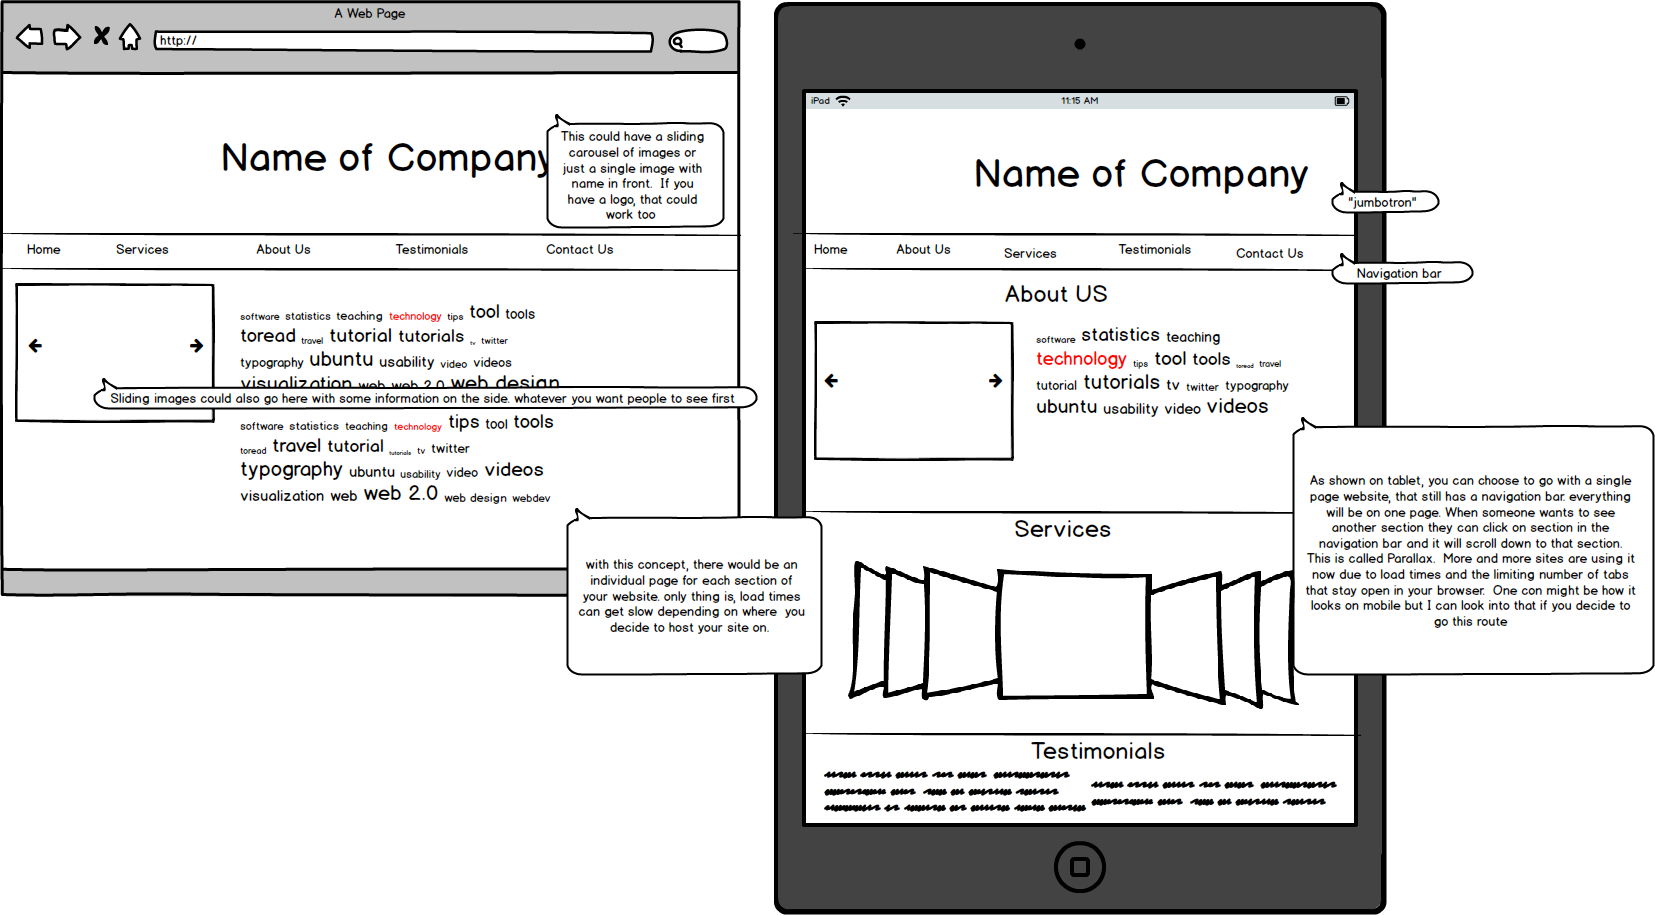 A Web Page
http://
Name of Company
This could have a sliding
carousel of images or
just a single image with
name in front.  If you
have a logo, that could
work too
Home Services About Us Testimonials Contact Us
software statistics teaching technology tips tool tools
toread travel tutorial tutorials tv twitter
typography ubuntu usability video videos
visualization web web 2.0 web design
Sliding images could also go here with some information on the side. whatever you want people to see first
software statistics teaching technology tips tool tools
toread travel tutorial tutorials tv twitter
typography ubuntu usability video videos
visualization web web 2.0 web design webdev
with this concept, there would be an
individual page for each section of
your website. only thing is, load times
can get slow depending on where  you
decide to host your site on.
iPad 11:15 AM
Name of Company
"jumbotron"
Home About Us Services Testimonials Contact Us
Navigation bar
About US
software statistics teaching
technology tips tool tools toread travel
tutorial tutorials tv twitter typography
ubuntu usability video videos
As shown on tablet, you can choose to go with a single
page website, that still has a navigation bar. everything
will be on one page. When someone wants to see
another section they can click on section in the
navigation bar and it will scroll down to that section.
This is called Parallax.  More and more sites are using it
now due to load times and the limiting number of tabs
that stay open in your browser.  One con might be how it
looks on mobile but I can look into that if you decide to
go this route
Services
Testimonials